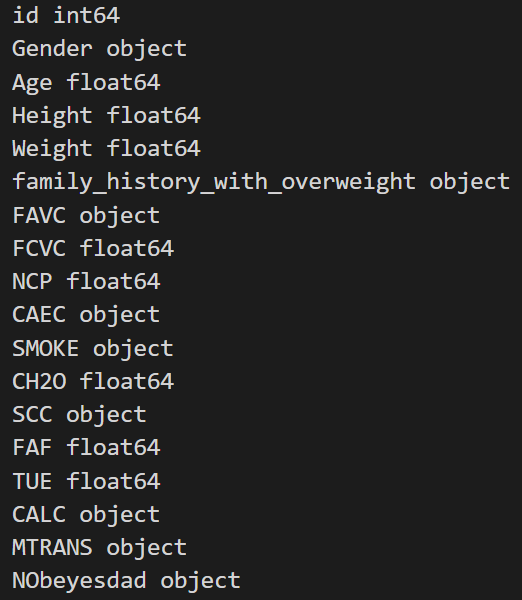 id int64
Gender object
Age float64
Height float64
Weight float64
family_history_with_overweight object
FAVC object
FCVC float64
NCP float64
CAEC object
SMOKE object
CH2O float64
SCC object
FAF float64
TUE float64
CALC object
MTRANS object
NObeyesdad object